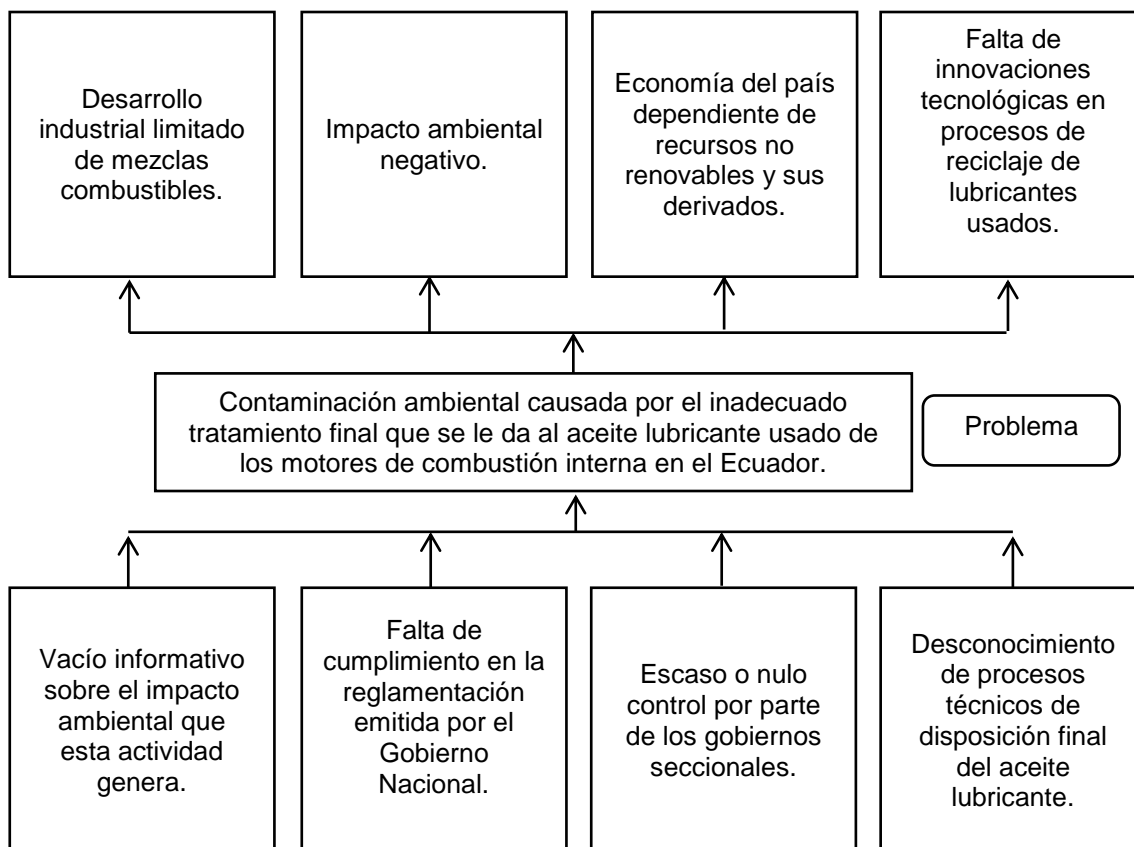 Desarrollo
industrial limitado
de mezclas
combustibles.
Impacto ambiental
negativo.
Economía del país
dependiente de
recursos no
renovables y sus
derivados.
Falta de
innovaciones
tecnológicas en
procesos de
reciclaje de
lubricantes
usados.
Contaminación ambiental causada por el inadecuado
tratamiento final que se le da al aceite lubricante usado de
los motores de combustión interna en el Ecuador.
Problema
Vacío informativo
sobre el impacto
ambiental que
esta actividad
genera.
Falta de
cumplimiento en la
reglamentación
emitida por el
Gobierno
Nacional.
Escaso o nulo
control por parte
de los gobiernos
seccionales.
Desconocimiento
de procesos
técnicos de
disposición final
del aceite
lubricante.